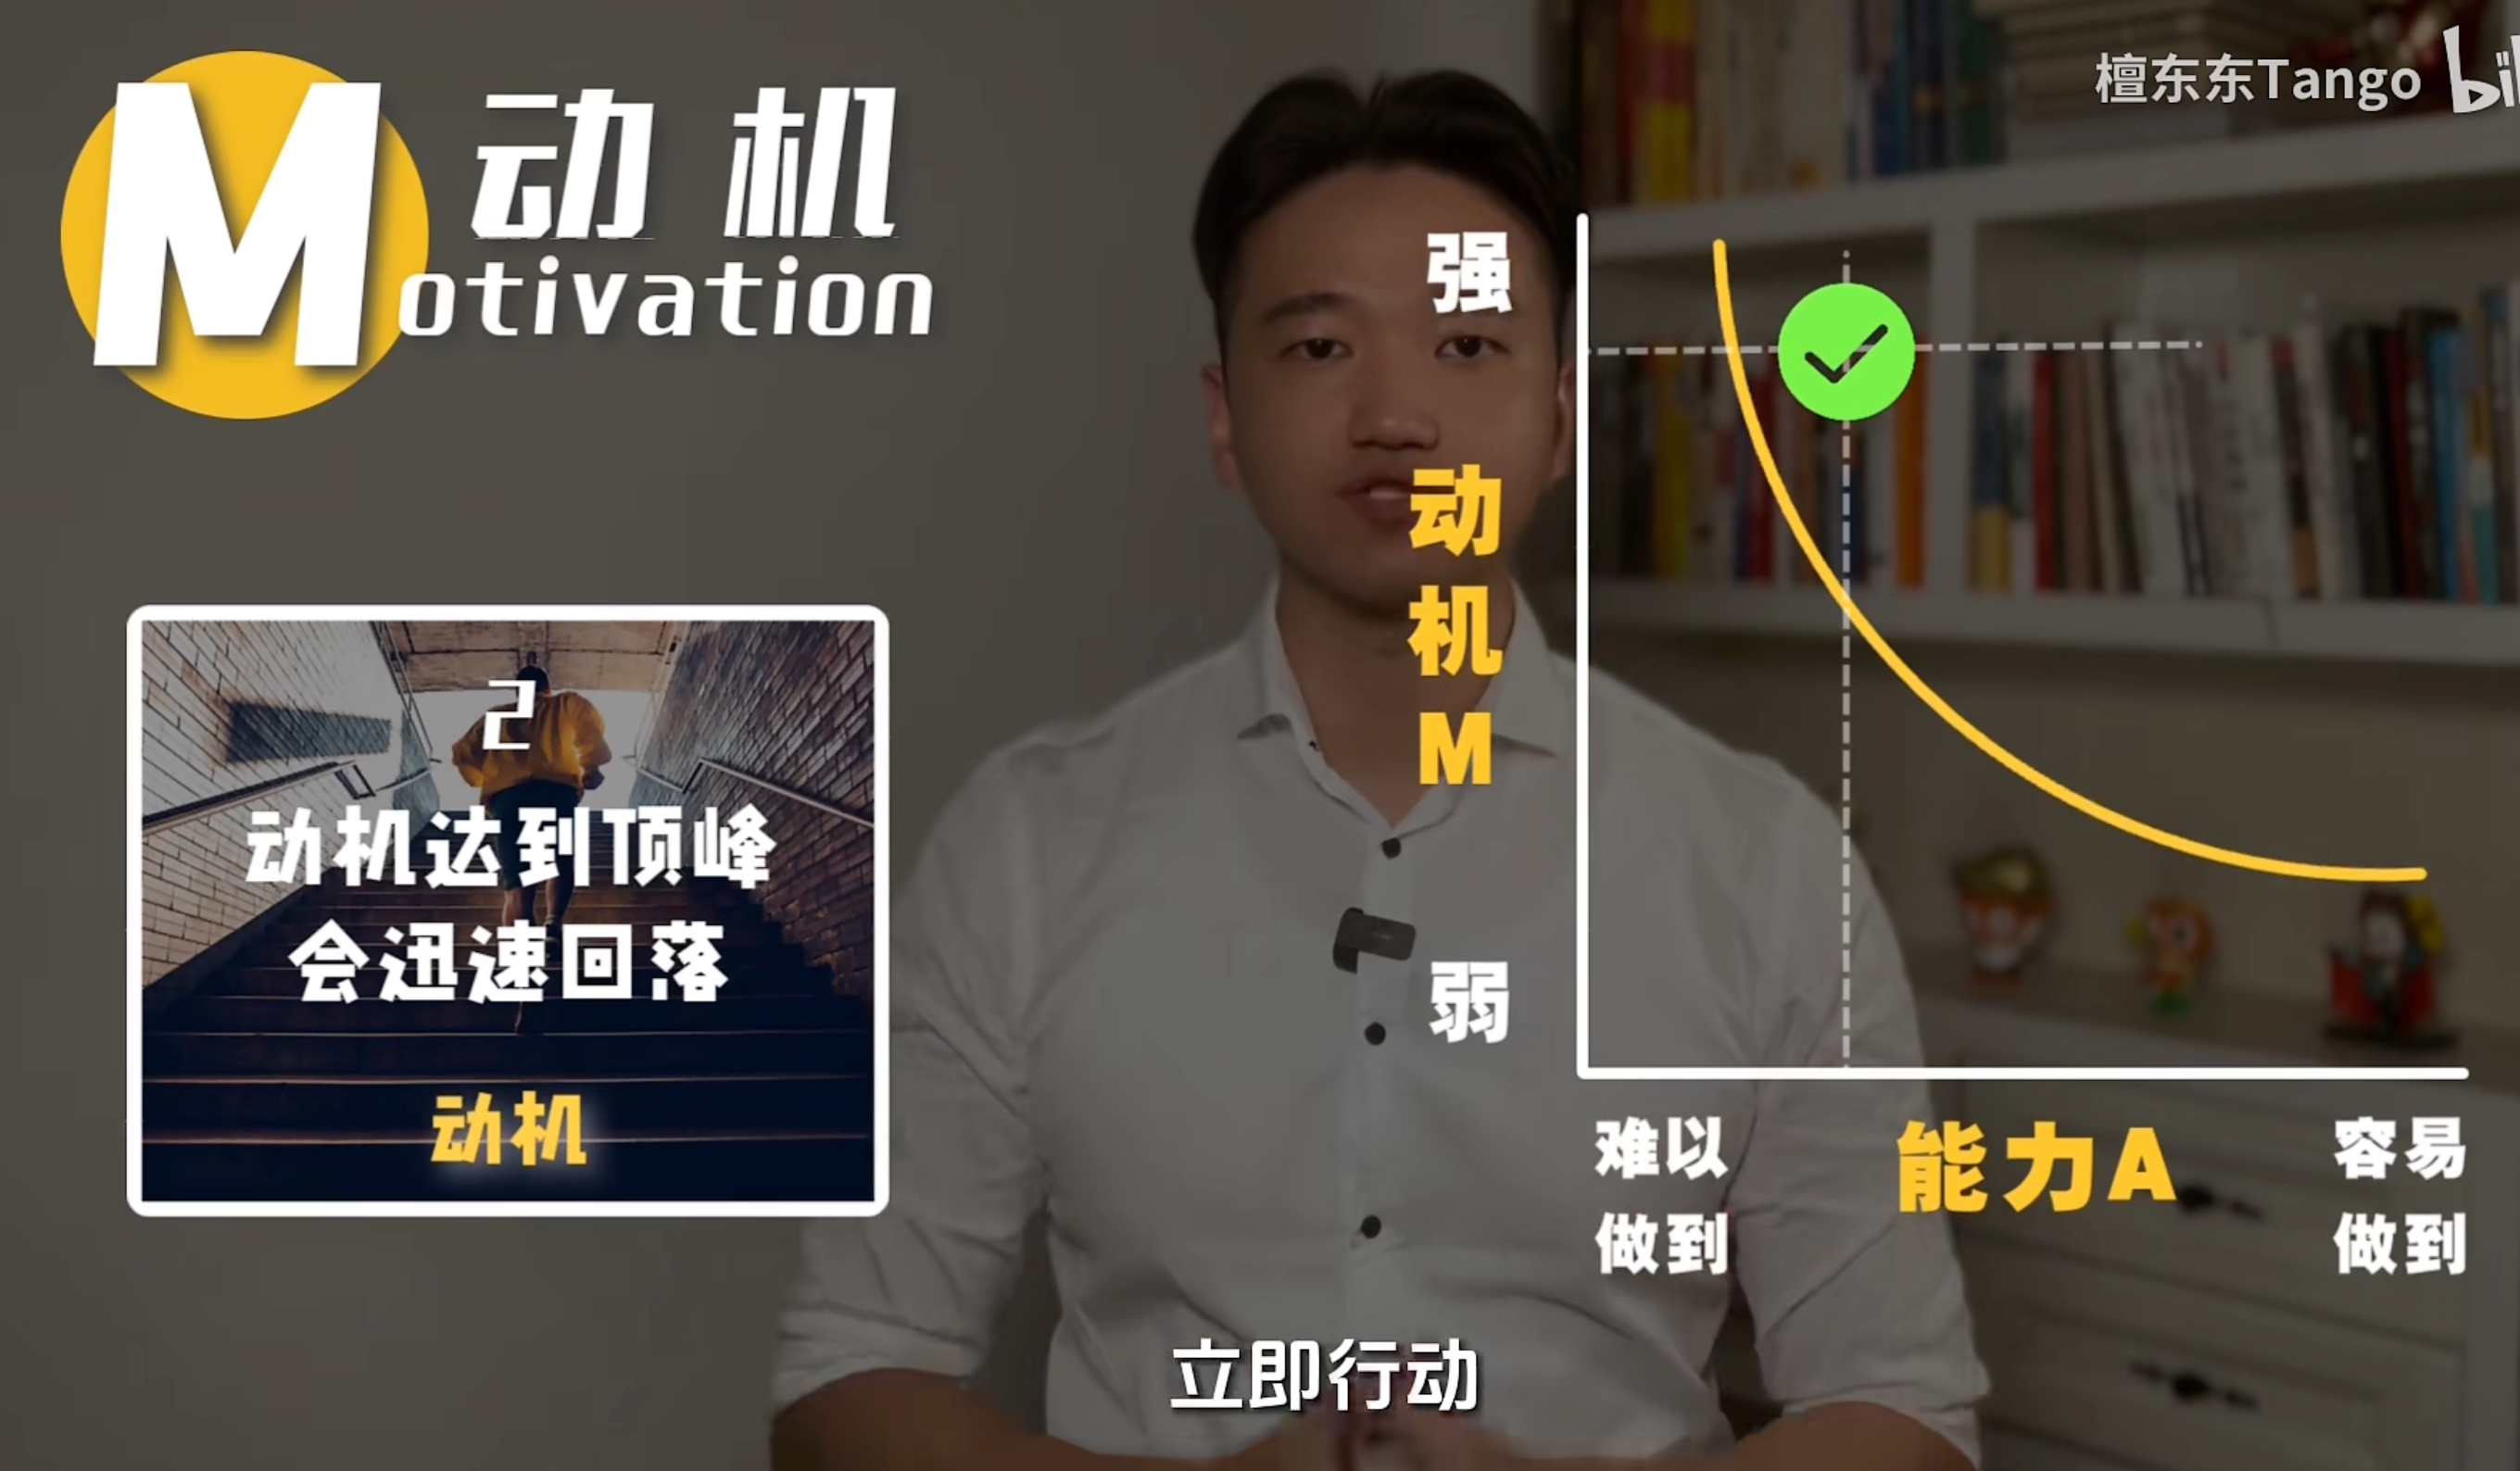 动机
Motivation
檀东东Tango
强
动机M
弱
2
动机达到顶峰
会迅速回落
动机
难以
做到
能力A
容易
做到
立即行动